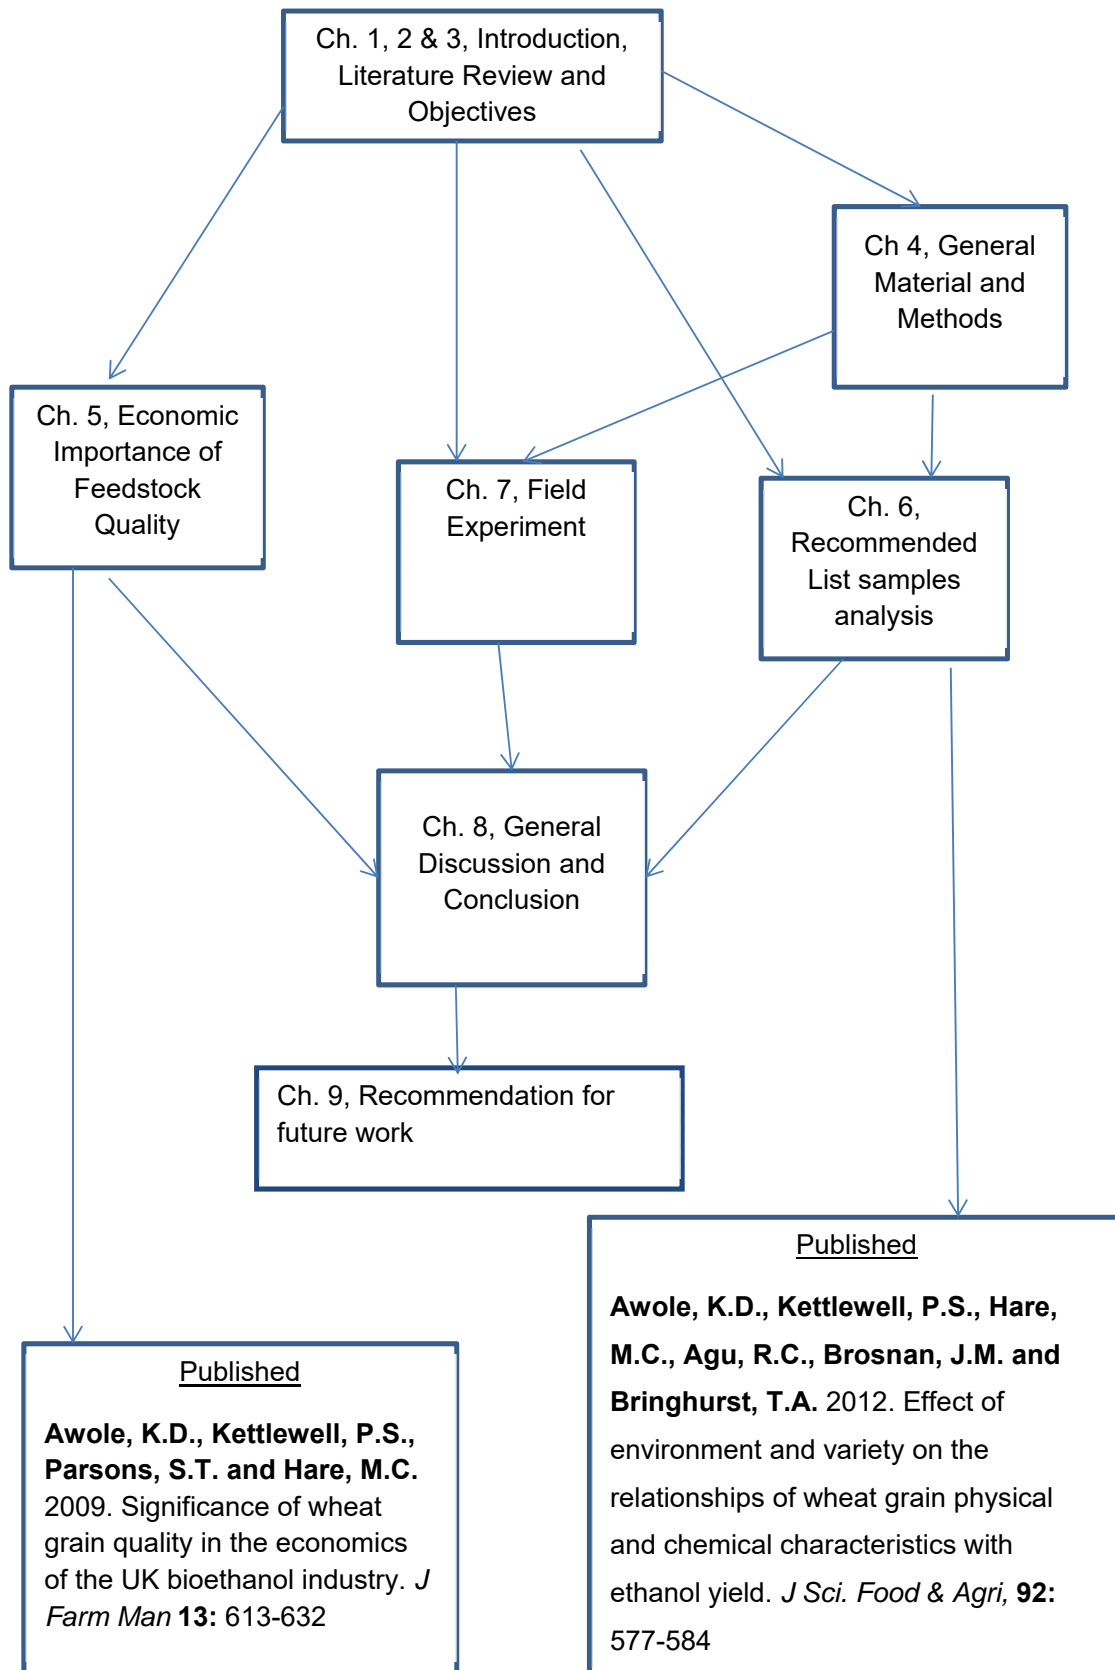 Ch. 1, 2 & 3, Introduction,
Literature Review and
Objectives
Ch 4, General
Material and
Methods
Ch. 5, Economic
Importance of
Feedstock
Quality
Ch. 7, Field
Experiment
Ch. 6,
Recommended
List samples
analysis
Ch. 8, General
Discussion and
Conclusion
Ch. 9, Recommendation for
future work
Published
Awole, K.D., Kettlewell, P.S.,
Parsons, S.T. and Hare, M.C.
2009. Significance of wheat
grain quality in the economics
of the UK bioethanol industry. J
Farm Man 13: 613-632
Published
Awole, K.D., Kettlewell, P.S., Hare,
M.C., Agu, R.C., Brosnan, J.M. and
Bringhurst, T.A. 2012. Effect of
environment and variety on the
relationships of wheat grain physical
and chemical characteristics with
ethanol yield. J Sci. Food & Agri, 92:
577-584